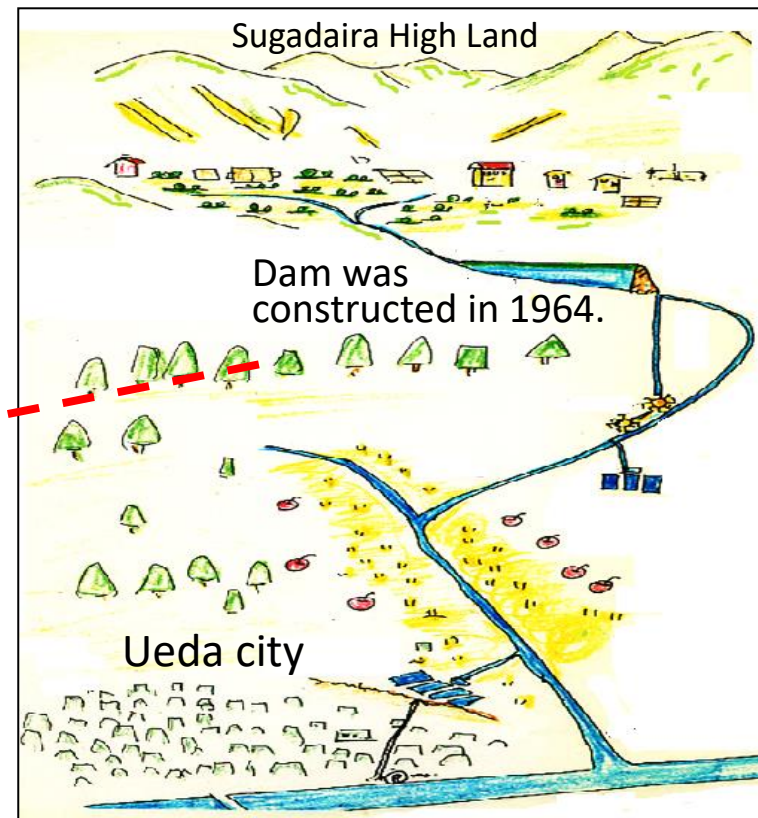 Sugadaira High Land
Dam was
constructed in 1964.
Ueda city